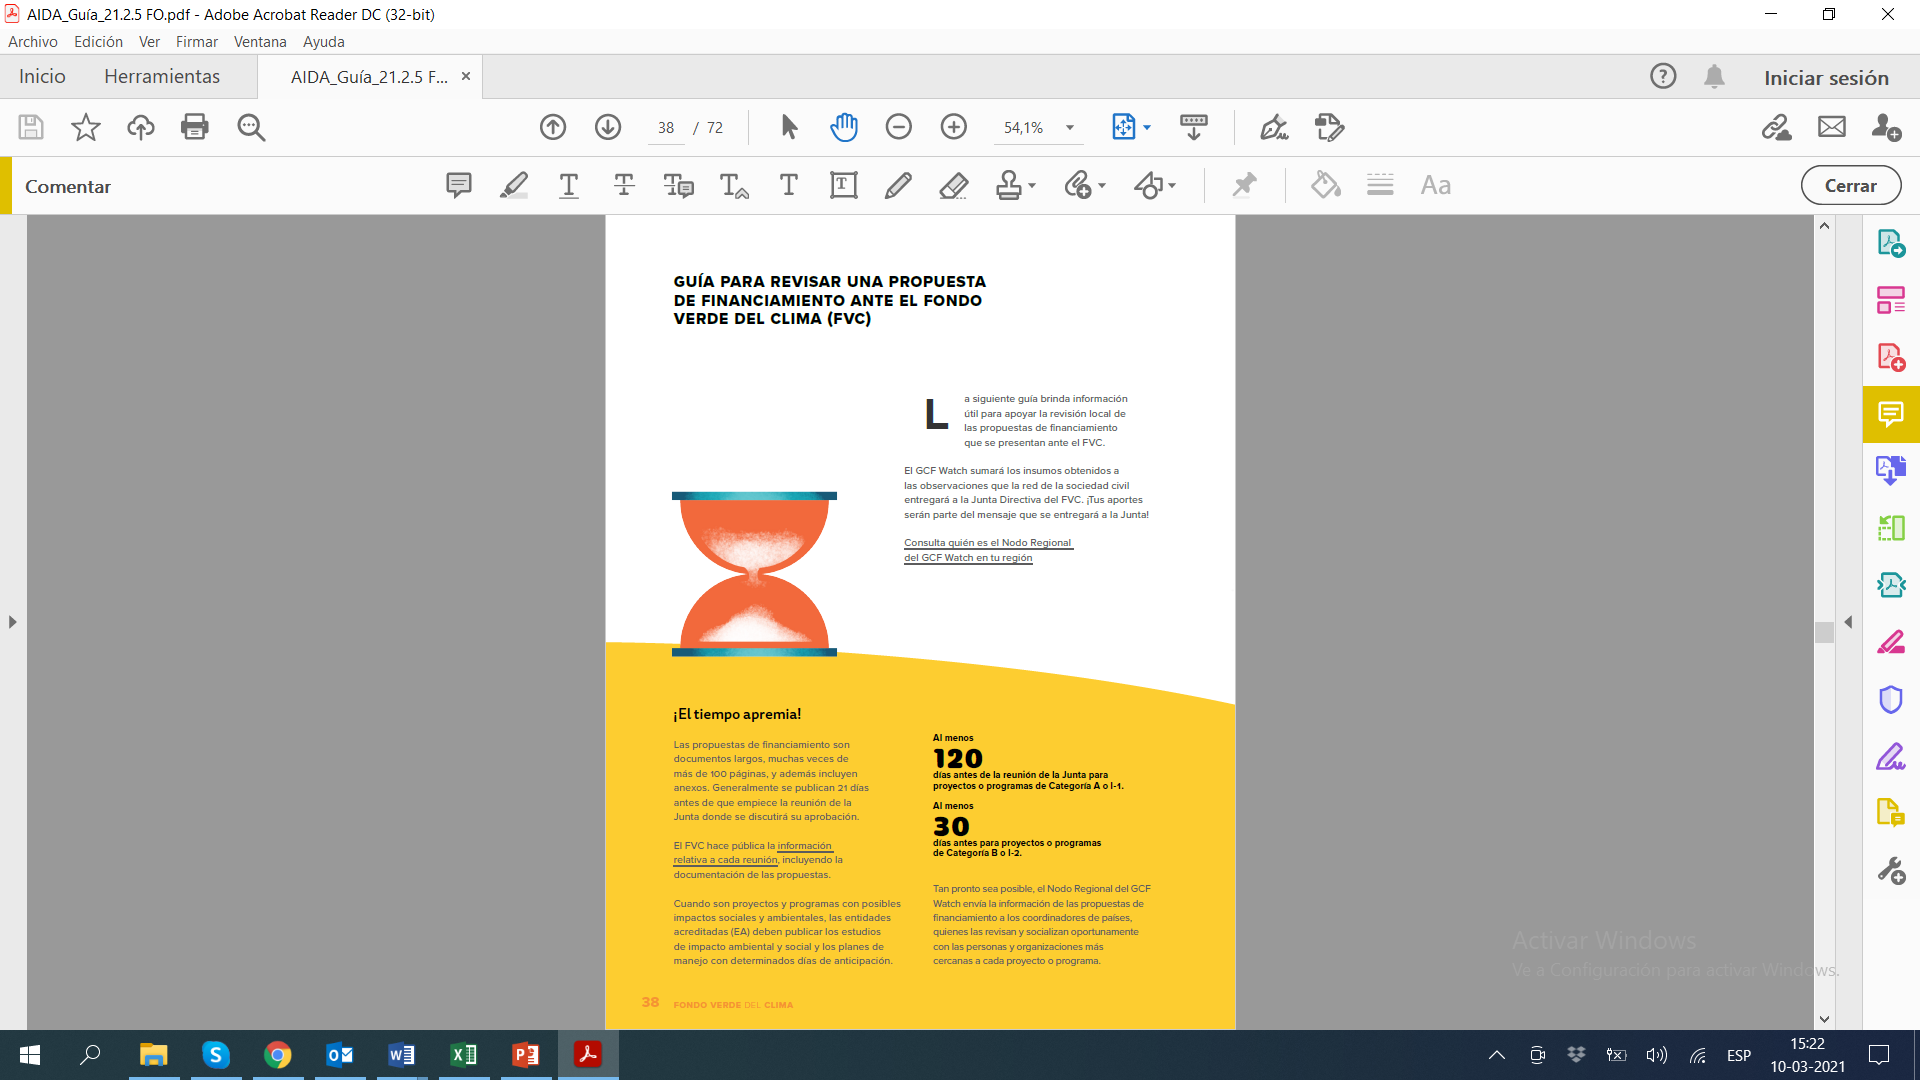 AIDA_Guía_21.2.5 FO.pdf - Adobe Acrobat Reader DC (32-bit)
Archivo Edición Ver Firmar Ventana Ayuda
Inicio Herramientas AIDA_Guía_21.2.5 F... Iniciar sesión
38 / 72 54,1%
Comentar Aa Cerrar
GUÍA PARA REVISAR UNA PROPUESTA
DE FINANCIAMIENTO ANTE EL FONDO
VERDE DEL CLIMA (FVC)
La siguiente guía brinda información
útil para apoyar la revisión local de
las propuestas de financiamiento
que se presentan ante el FVC.
El GCF Watch sumará los insumos obtenidos a
las observaciones que la red de la sociedad civil
entregará a la Junta Directiva del FVC. ¡Tus aportes
serán parte del mensaje que se entregará a la Junta!
Consulta quién es el Nodo Regional
del GCF Watch en tu región
¡El tiempo apremia!
Las propuestas de financiamiento son
documentos largos, muchas veces de
más de 100 páginas, y además incluyen
anexos. Generalmente se publican 21 días
antes de que empiece la reunión de la
Junta donde se discutirá su aprobación.
El FVC hace pública la información
relativa a cada reunión, incluyendo la
documentación de las propuestas.
Cuando son proyectos y programas con posibles
impactos sociales y ambientales, las entidades
acreditadas (EA) deben publicar los estudios
de impacto ambiental y social y los planes de
manejo con determinados días de anticipación.
Al menos
120
días antes de la reunión de la Junta para
proyectos o programas de Categoría A o I-1.
Al menos
30
días antes para proyectos o programas
de Categoría B o I-2.
Tan pronto sea posible, el Nodo Regional del GCF
Watch envía la información de las propuestas de
financiamiento a los coordinadores de países,
quienes las revisan y socializan oportunamente
con las personas y organizaciones más
cercanas a cada proyecto o programa.
38 FONDO VERDE DEL CLIMA
Activar Windows
Ve a Configuración para activar Windows.
ESP
15:22
10-03-2021